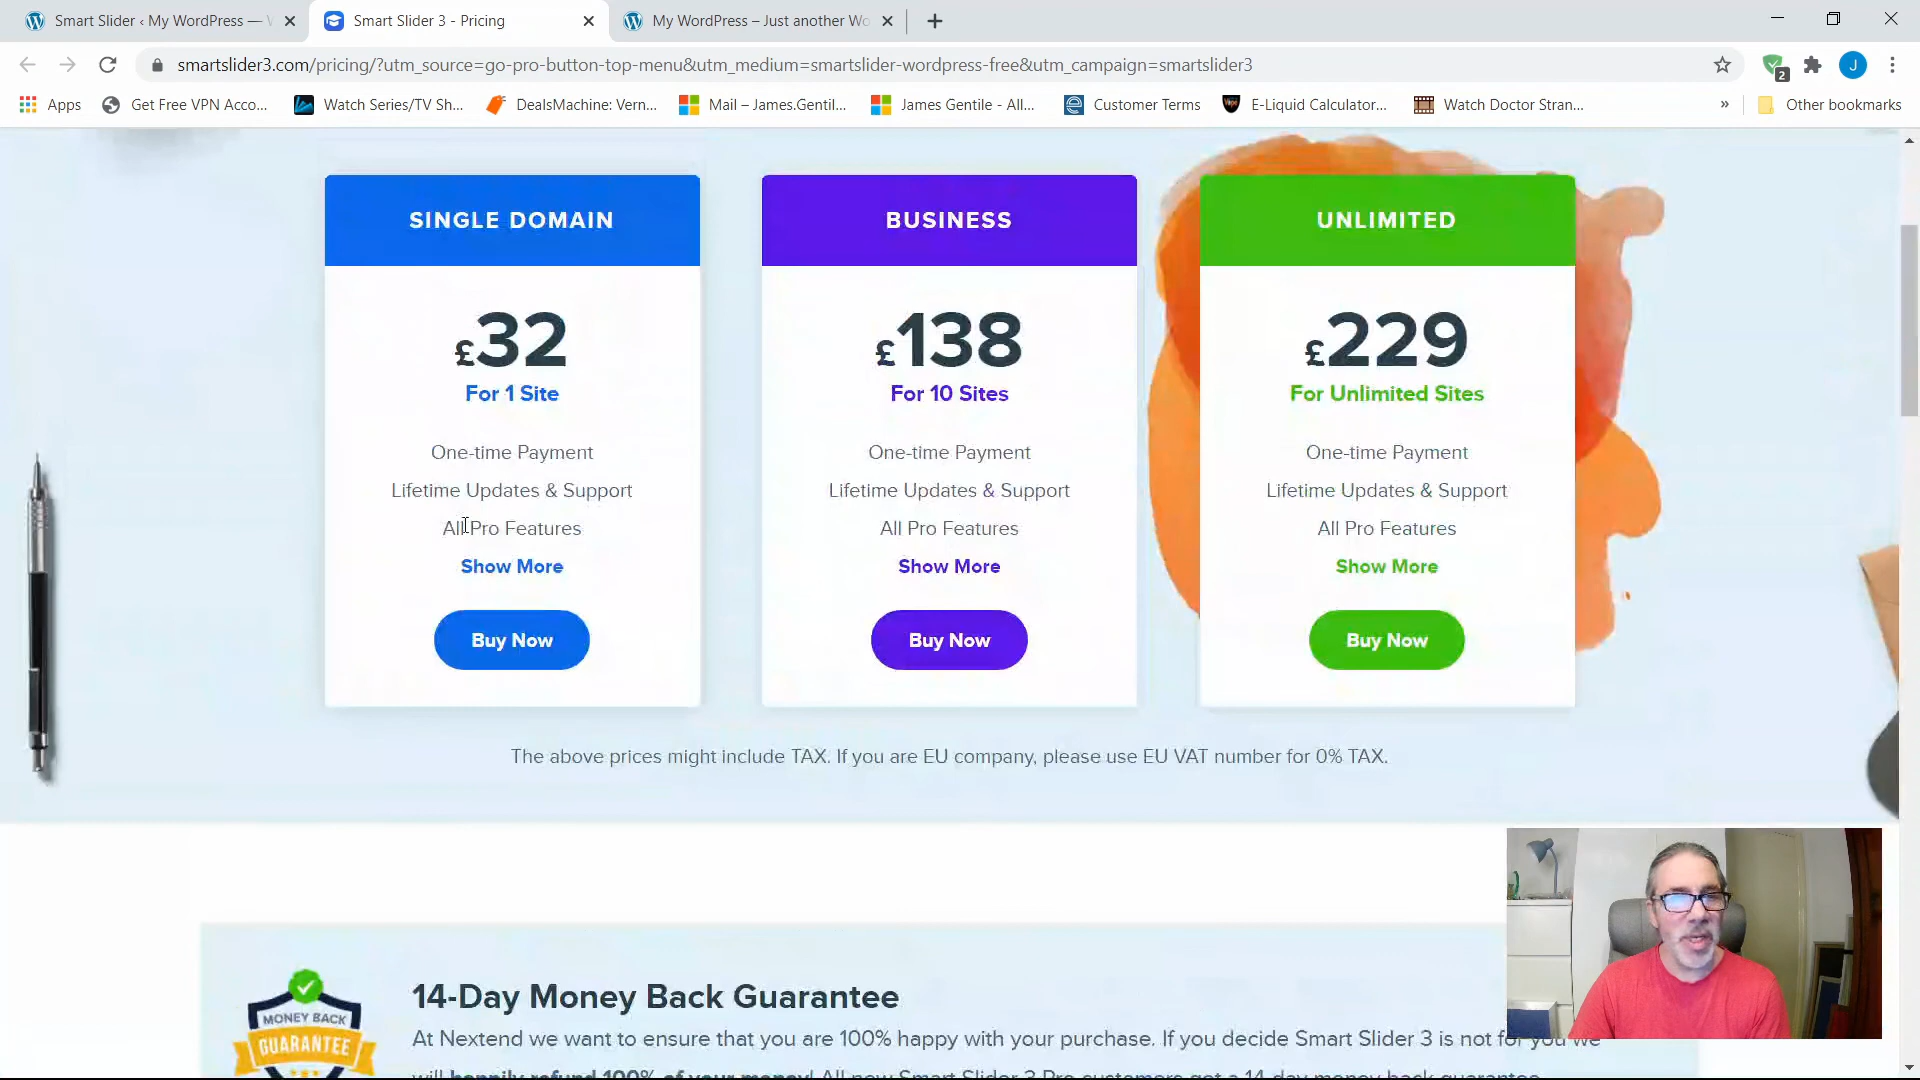 Smart Slider ‹ My WordPress —
Smart Slider 3 - Pricing
My WordPress – Just another Wo
smartslider3.com/pricing/?utm_source=go-pro-button-top-menu&utm_medium=smartslider-wordpress-free&utm_campaign=smartslider3
2
J
Apps
Get Free VPN Acco...
Watch Series/TV Sh...
DealsMachine: Vern...
Mail – James.Gentil...
James Gentile - All...
Customer Terms
E-Liquid Calculator...
Watch Doctor Stran...
»
Other bookmarks
SINGLE DOMAIN
£32
For 1 Site
One-time Payment
Lifetime Updates & Support
All Pro Features
Show More
Buy Now
BUSINESS
£138
For 10 Sites
One-time Payment
Lifetime Updates & Support
All Pro Features
Show More
Buy Now
UNLIMITED
£229
For Unlimited Sites
One-time Payment
Lifetime Updates & Support
All Pro Features
Show More
Buy Now
The above prices might include TAX. If you are EU company, please use EU VAT number for 0% TAX.
MONEY BACK
GUARANTEE
14-Day Money Back Guarantee
At Nextend we want to ensure that you are 100% happy with your purchase. If you decide Smart Slider 3 is not for you we
will happily refund 100% of your money! All new Smart Slider 3 Pro customers get a 14-day money back guarantee